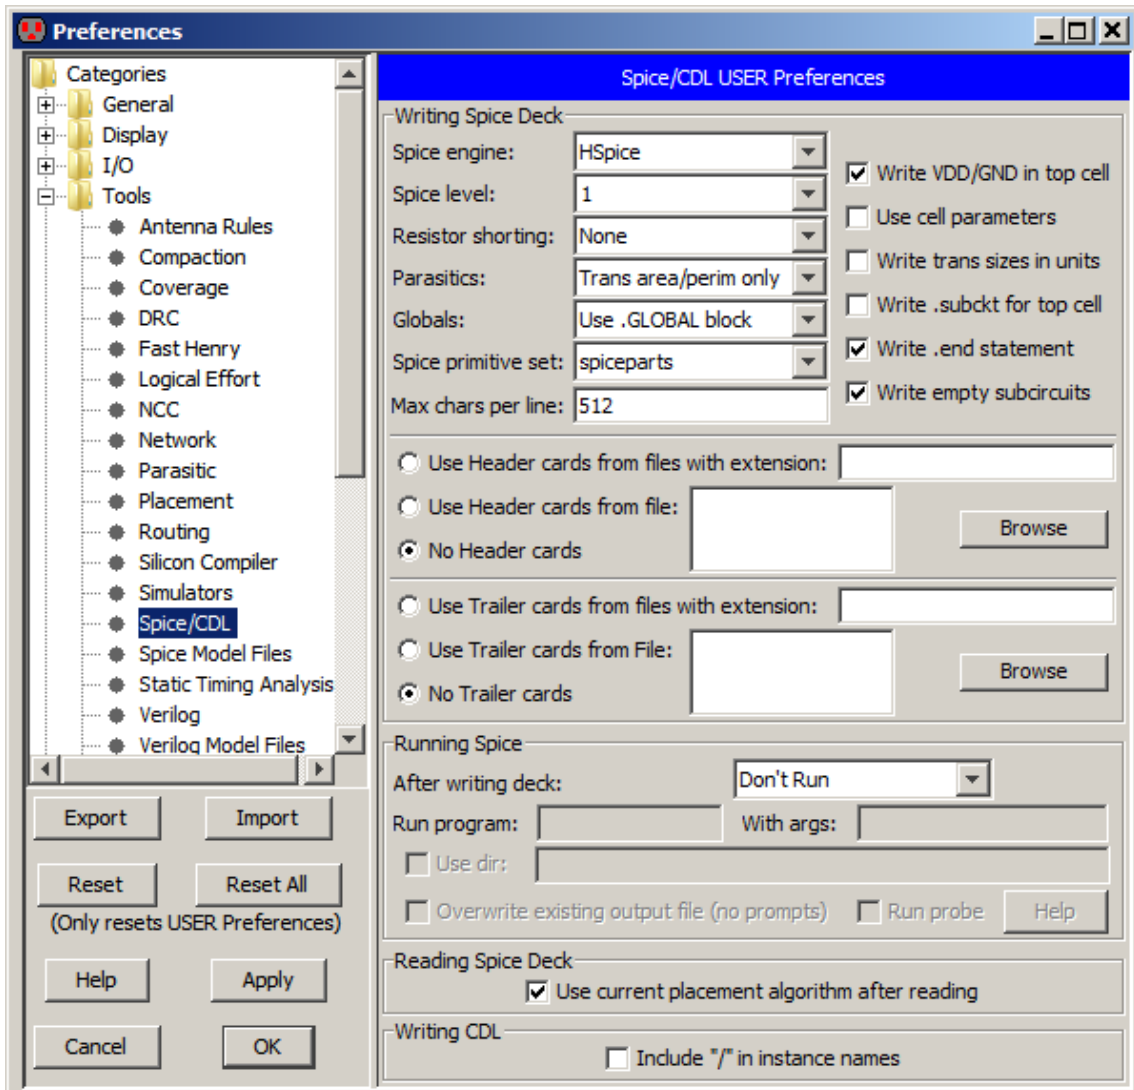 Preferences
Categories
General
Display
I/O
Tools
Antenna Rules
Compaction
Coverage
DRC
Fast Henry
Logical Effort
NCC
Network
Parasitic
Placement
Routing
Silicon Compiler
Simulators
Spice/CDL
Spice Model Files
Static Timing Analysis
Verilog
Verilog Model Files
Export Import
Reset Reset All
(Only resets USER Preferences)
Help Apply
Cancel OK
Spice/CDL USER Preferences
Writing Spice Deck
Spice engine: HSpice
Spice level: 1
Resistor shorting: None
Parasitics: Trans area/perim only
Globals: Use .GLOBAL block
Spice primitive set: spiceparts
Max chars per line: 512
Write VDD/GND in top cell
Use cell parameters
Write trans sizes in units
Write .subckt for top cell
Write .end statement
Write empty subcircuits
Use Header cards from files with extension:
Use Header cards from file:
No Header cards
Browse
Use Trailer cards from files with extension:
Use Trailer cards from File:
No Trailer cards
Browse
Running Spice
After writing deck: Don't Run
Run program: With args:
Use dir:
Overwrite existing output file (no prompts) Run probe Help
Reading Spice Deck
Use current placement algorithm after reading
Writing CDL
Include "/" in instance names